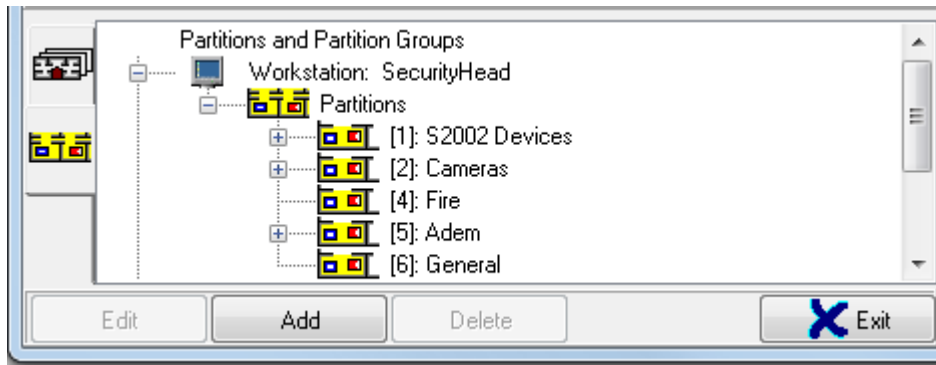 Partitions and Partition Groups
Workstation: SecurityHead
Partitions
[1]: S2002 Devices
[2]: Cameras
[4]: Fire
[5]: Adem
[6]: General
Edit Add Delete Exit